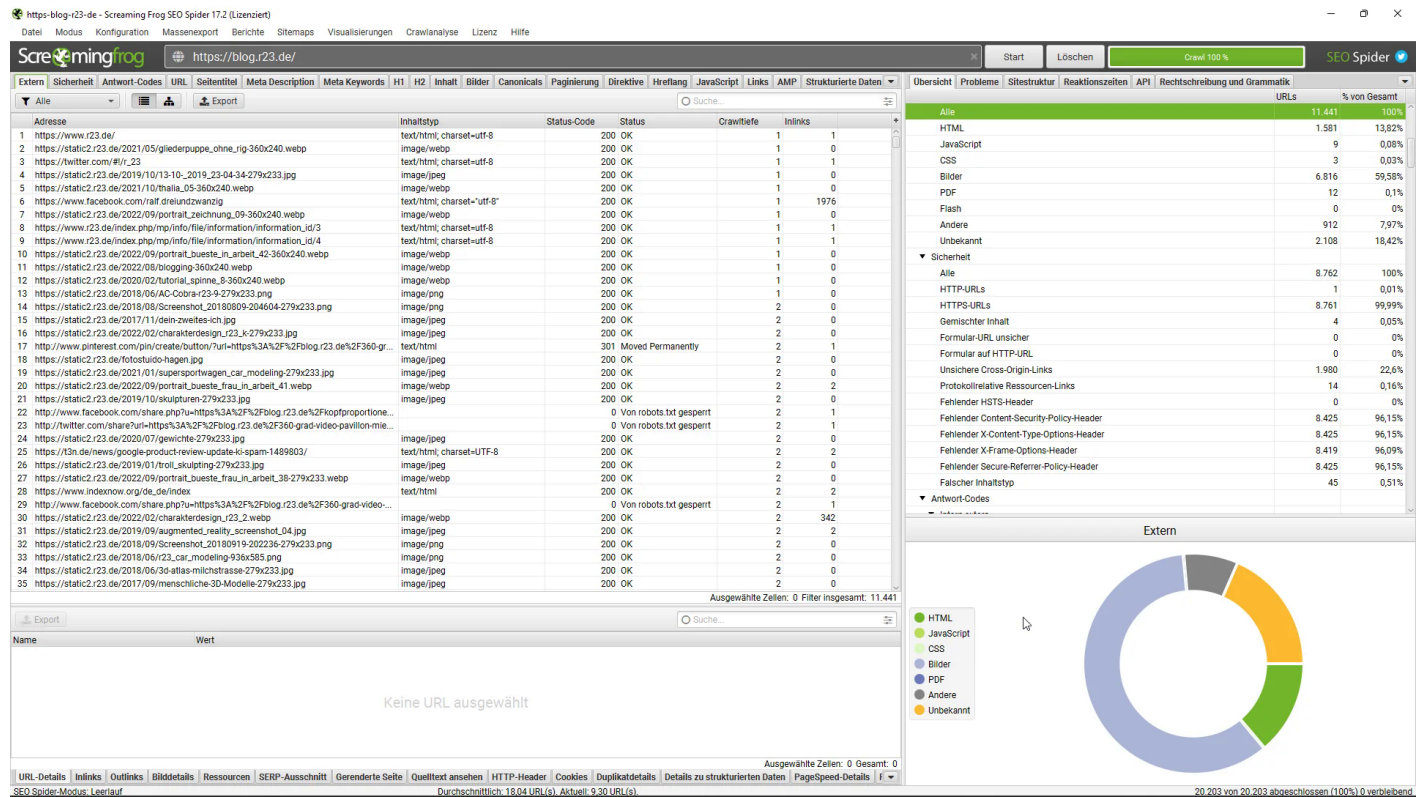 https-blog-r23-de - Screaming Frog SEO Spider 17.2 (Lizenziert)
Datei Modus Konfiguration Massenexport Berichte Sitemaps Visualisierungen Crawlanalyse Lizenz Hilfe
Screamingfrog https://blog.r23.de/ Start Löschen Crawl 100 % SEO Spider
Extern Sicherheit Antwort-Codes URL Seitentitel Meta Description Meta Keywords H1 H2 Inhalt Bilder Canonicals Paginierung Direktive Hreflang JavaScript Links AMP Strukturierte Daten
Alle Export Suche...
Adresse Inhaltstyp Status-Code Status Crawltiefe Inlinks
1 https://www.r23.de/ text/html; charset=utf-8 200 OK 1 1
2 https://static2.r23.de/2021/05/gliederpuppe_ohne_rig-360x240.webp image/webp 200 OK 1 0
3 https://twitter.com/#!/r_23 text/html; charset=utf-8 200 OK 1 1
4 https://static2.r23.de/2019/10/13-10-_2019_23-04-34-279x233.jpg image/jpeg 200 OK 1 0
5 https://static2.r23.de/2021/10/thalia_05-360x240.webp image/webp 200 OK 1 0
6 https://www.facebook.com/ralf.dreiundzwanzig text/html; charset="utf-8" 200 OK 1 1976
7 https://static2.r23.de/2022/09/portrait_zeichnung_09-360x240.webp image/webp 200 OK 1 0
8 https://www.r23.de/index.php/mp/info/file/information/information_id/3 text/html; charset=utf-8 200 OK 1 1
9 https://www.r23.de/index.php/mp/info/file/information/information_id/4 text/html; charset=utf-8 200 OK 1 1
10 https://static2.r23.de/2022/09/portrait_bueste_in_arbeit_42-360x240.webp image/webp 200 OK 1 0
11 https://static2.r23.de/2022/08/blogging-360x240.webp image/webp 200 OK 1 0
12 https://static2.r23.de/2020/02/tutorial_spinne_8-360x240.webp image/webp 200 OK 1 0
13 https://static2.r23.de/2018/06/AC-Cobra-r23-9-279x233.png image/png 200 OK 1 0
14 https://static2.r23.de/2018/08/Screenshot_20180809-204604-279x233.png image/png 200 OK 2 0
15 https://static2.r23.de/2017/11/dein-zweites-ich.jpg image/jpeg 200 OK 2 0
16 https://static2.r23.de/2022/02/charakterdesign_r23_k-279x233.jpg image/jpeg 200 OK 2 0
17 http://www.pinterest.com/pin/create/button/?url=https%3A%2F%2Fblog.r23.de%2F360-gr... text/html 301 Moved Permanently 2 1
18 https://static2.r23.de/fotostuido-hagen.jpg image/jpeg 200 OK 2 0
19 https://static2.r23.de/2021/01/supersportwagen_car_modeling-279x233.jpg image/jpeg 200 OK 2 0
20 https://static2.r23.de/2022/09/portrait_bueste_frau_in_arbeit_41.webp image/webp 200 OK 2 2
21 https://static2.r23.de/2019/10/skulpturen-279x233.jpg image/jpeg 200 OK 2 0
22 http://www.facebook.com/share.php?u=https%3A%2F%2Fblog.r23.de%2Fkopfproportione... 0 Von robots.txt gesperrt 2 1
23 http://twitter.com/share?url=https%3A%2F%2Fblog.r23.de%2F360-grad-video-pavillon-mie... 0 Von robots.txt gesperrt 2 1
24 https://static2.r23.de/2020/07/gewichte-279x233.jpg image/jpeg 200 OK 2 0
25 https://t3n.de/news/google-product-review-update-ki-spam-1489803/ text/html; charset=UTF-8 200 OK 2 2
26 https://static2.r23.de/2019/01/troll_skulpting-279x233.jpg image/jpeg 200 OK 2 0
27 https://static2.r23.de/2022/09/portrait_bueste_frau_in_arbeit_38-279x233.webp image/webp 200 OK 2 0
28 https://www.indexnow.org/de_de/index text/html 200 OK 2 2
29 http://www.facebook.com/share.php?u=https%3A%2F%2Fblog.r23.de%2F360-grad-video-... 0 Von robots.txt gesperrt 2 1
30 https://static2.r23.de/2022/02/charakterdesign_r23_2.webp image/webp 200 OK 2 342
31 https://static2.r23.de/2019/09/augmented_reality_screenshot_04.jpg image/jpeg 200 OK 2 2
32 https://static2.r23.de/2018/09/Screenshot_20180919-202236-279x233.png image/png 200 OK 2 0
33 https://static2.r23.de/2018/06/r23_car_modeling-936x585.png image/png 200 OK 2 0
34 https://static2.r23.de/2018/06/3d-atlas-milchstrasse-279x233.jpg image/jpeg 200 OK 2 0
35 https://static2.r23.de/2017/09/menschliche-3D-Modelle-279x233.jpg image/jpeg 200 OK 2 0
Ausgewählte Zellen: 0 Filter insgesamt: 11.441
Export Suche...
Name Wert
Keine URL ausgewählt
Ausgewählte Zellen: 0 Gesamt: 0
URL-Details Inlinks Outlinks Bilddetails Ressourcen SERP-Ausschnitt Gerenderte Seite Quelltext ansehen HTTP-Header Cookies Duplikatdetails Details zu strukturierten Daten PageSpeed-Details
Übersicht Probleme Sitestruktur Reaktionszeiten API Rechtschreibung und Grammatik
URLs % von Gesamt
Alle 11.441 100%
HTML 1.581 13,82%
JavaScript 9 0,08%
CSS 3 0,03%
Bilder 6.816 59,58%
PDF 12 0,1%
Flash 0 0%
Andere 912 7,97%
Unbekannt 2.108 18,42%
Sicherheit
Alle 8.762 100%
HTTP-URLs 1 0,01%
HTTPS-URLs 8.761 99,99%
Gemischter Inhalt 4 0,05%
Formular-URL unsicher 0 0%
Formular auf HTTP-URL 0 0%
Unsichere Cross-Origin-Links 1.980 22,6%
Protokollrelative Ressourcen-Links 14 0,16%
Fehlender HSTS-Header 0 0%
Fehlender Content-Security-Policy-Header 8.425 96,15%
Fehlender X-Content-Type-Options-Header 8.425 96,15%
Fehlender X-Frame-Options-Header 8.419 96,09%
Fehlender Secure-Referrer-Policy-Header 8.425 96,15%
Falscher Inhaltstyp 45 0,51%
Antwort-Codes
Extern
HTML
JavaScript
CSS
Bilder
PDF
Andere
Unbekannt
SEO Spider-Modus: Leerlauf Durchschnittlich: 18,04 URL(s). Aktuell: 9,30 URL(s). 20.203 von 20.203 abgeschlossen (100%) 0 verbleibend